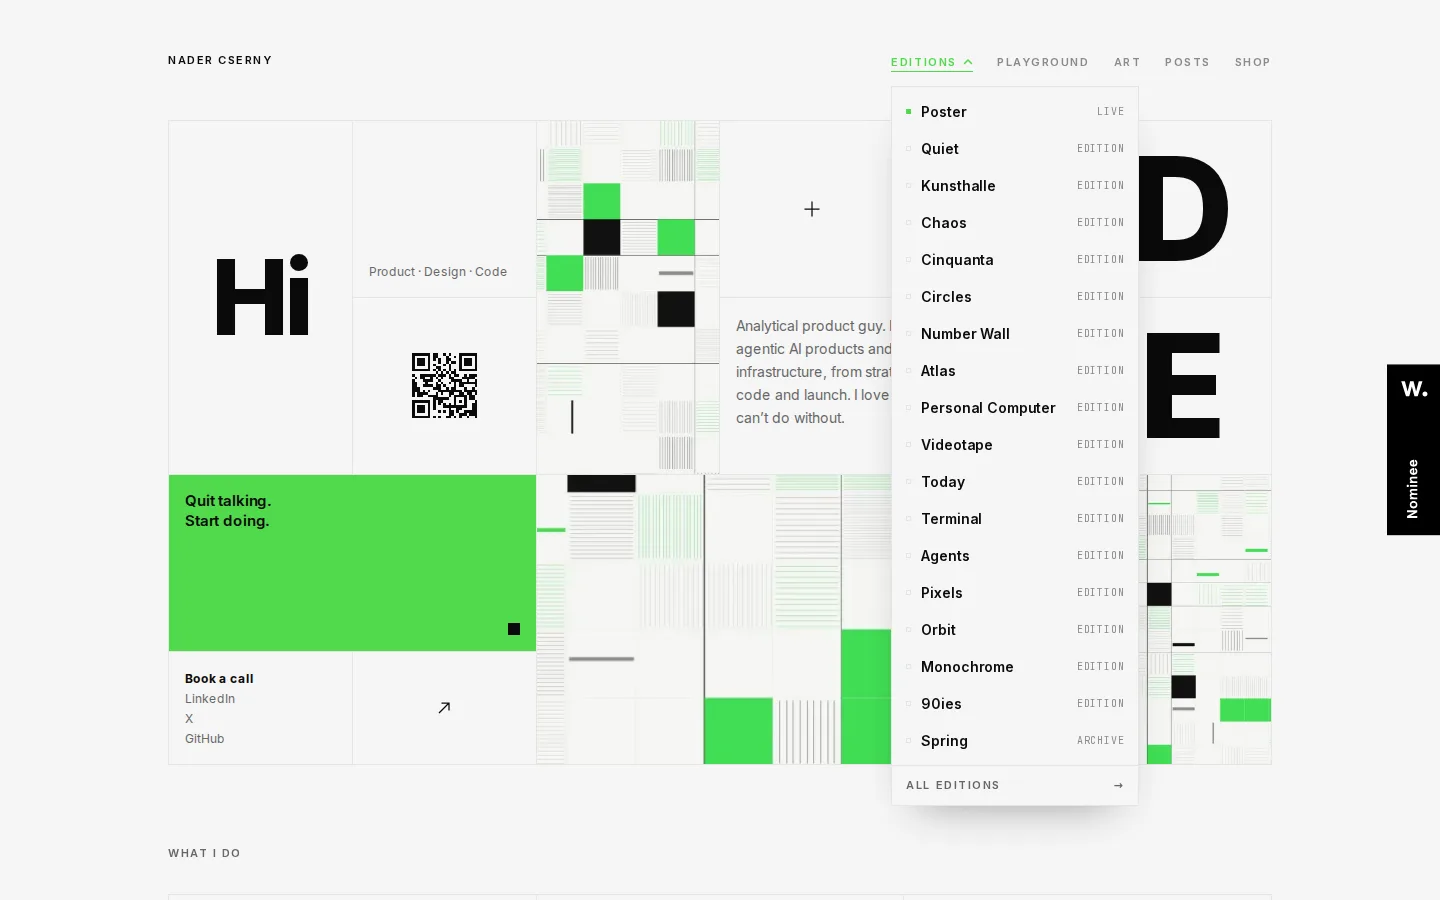 NADER CSERNY
EDITIONS
PLAYGROUND
ART
POSTS
SHOP
Poster LIVE
Quiet EDITION
Kunsthalle EDITION
Chaos EDITION
Cinquanta EDITION
Circles EDITION
Number Wall EDITION
Atlas EDITION
Personal Computer EDITION
Videotape EDITION
Today EDITION
Terminal EDITION
Agents EDITION
Pixels EDITION
Orbit EDITION
Monochrome EDITION
90ies EDITION
Spring ARCHIVE
ALL EDITIONS →
Hi
Product · Design · Code
Analytical product guy.
agentic AI products and
infrastructure, from
code and launch. I love
can’t do without.
D
E
Quit talking.
Start doing.
Book a call
LinkedIn
X
GitHub
W.
Nominee
WHAT I DO